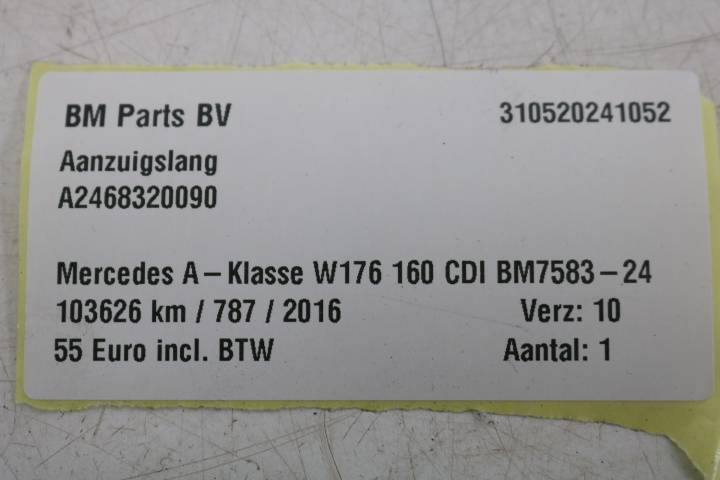 BM Parts BV 310520241052
Aanzuigslang
A2468320090
Mercedes A-Klasse W176 160 CDI BM7583-24
103626 km / 787 / 2016 Verz: 10
55 Euro incl. BTW Aantal: 1